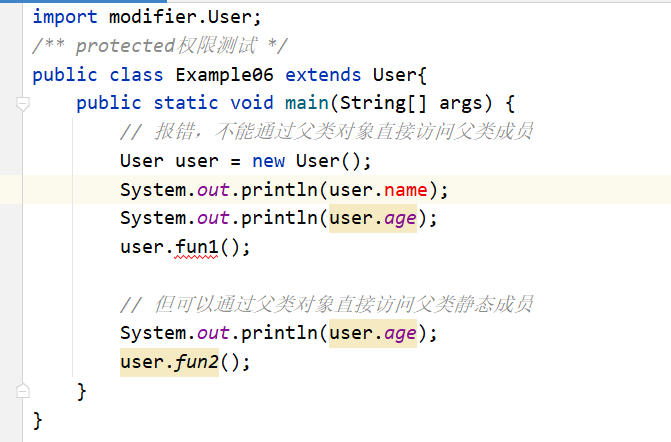 import modifier.User;
/** protected权限测试 */
public class Example06 extends User{
    public static void main(String[] args) {
        // 报错，不能通过父类对象直接访问父类成员
        User user = new User();
        System.out.println(user.name);
        System.out.println(user.age);
        user.fun1();
        // 但可以通过父类对象直接访问父类静态成员
        System.out.println(user.age);
        user.fun2();
    }
}